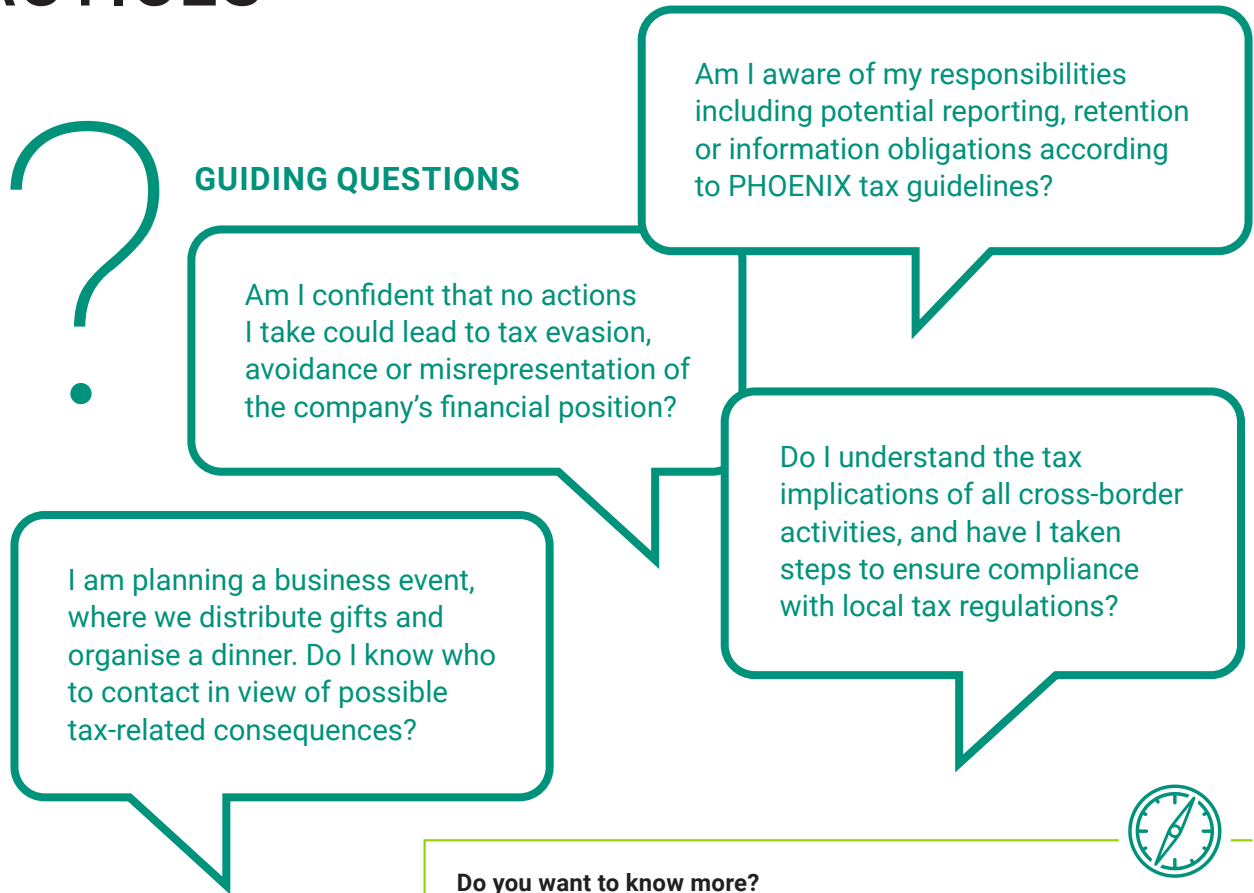 GUIDING QUESTIONS
Am I aware of my responsibilities
including potential reporting, retention
or information obligations according
to PHOENIX tax guidelines?
Am I confident that no actions
I take could lead to tax evasion,
avoidance or misrepresentation of
the company's financial position?
Do I understand the tax
implications of all cross-border
activities, and have I taken
steps to ensure compliance
with local tax regulations?
I am planning a business event,
where we distribute gifts and
organise a dinner. Do I know who
to contact in view of possible
tax-related consequences?
Do you want to know more?